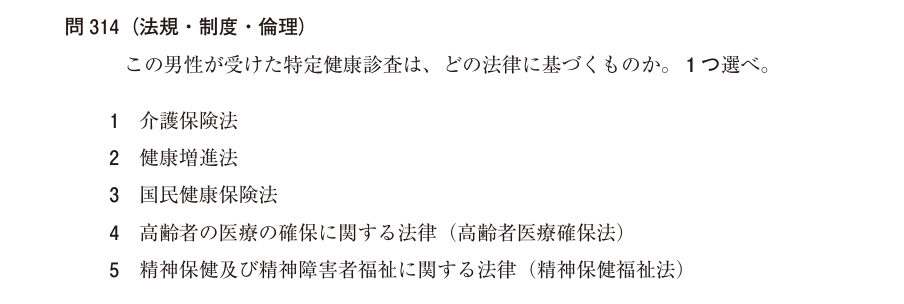 問 314（法規・制度・倫理）
この男性が受けた特定健康診査は、どの法律に基づくものか。１つ選べ。
1 介護保険法
2 健康増進法
3 国民健康保険法
4 高齢者の医療の確保に関する法律（高齢者医療確保法）
5 精神保健及び精神障害者福祉に関する法律（精神保健福祉法）